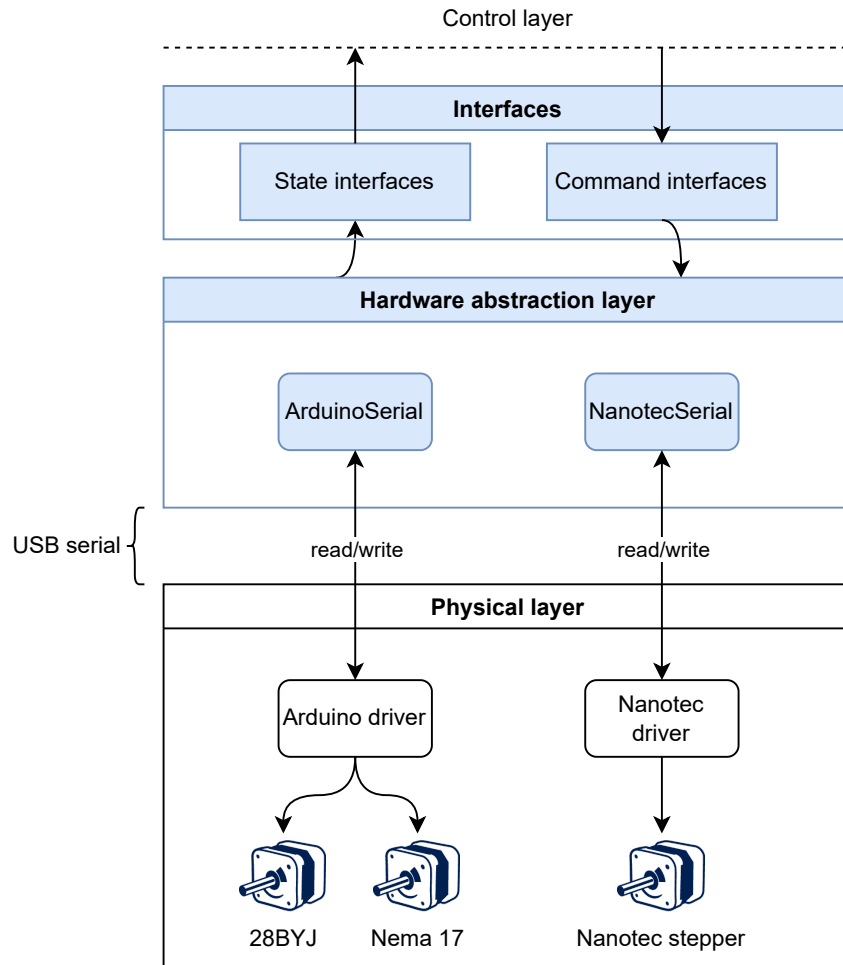 Control layer
Interfaces
State interfaces
Command interfaces
Hardware abstraction layer
ArduinoSerial
NanotecSerial
USB serial
read/write
read/write
Physical layer
Arduino driver
Nanotec
driver
28BYJ
Nema 17
Nanotec stepper